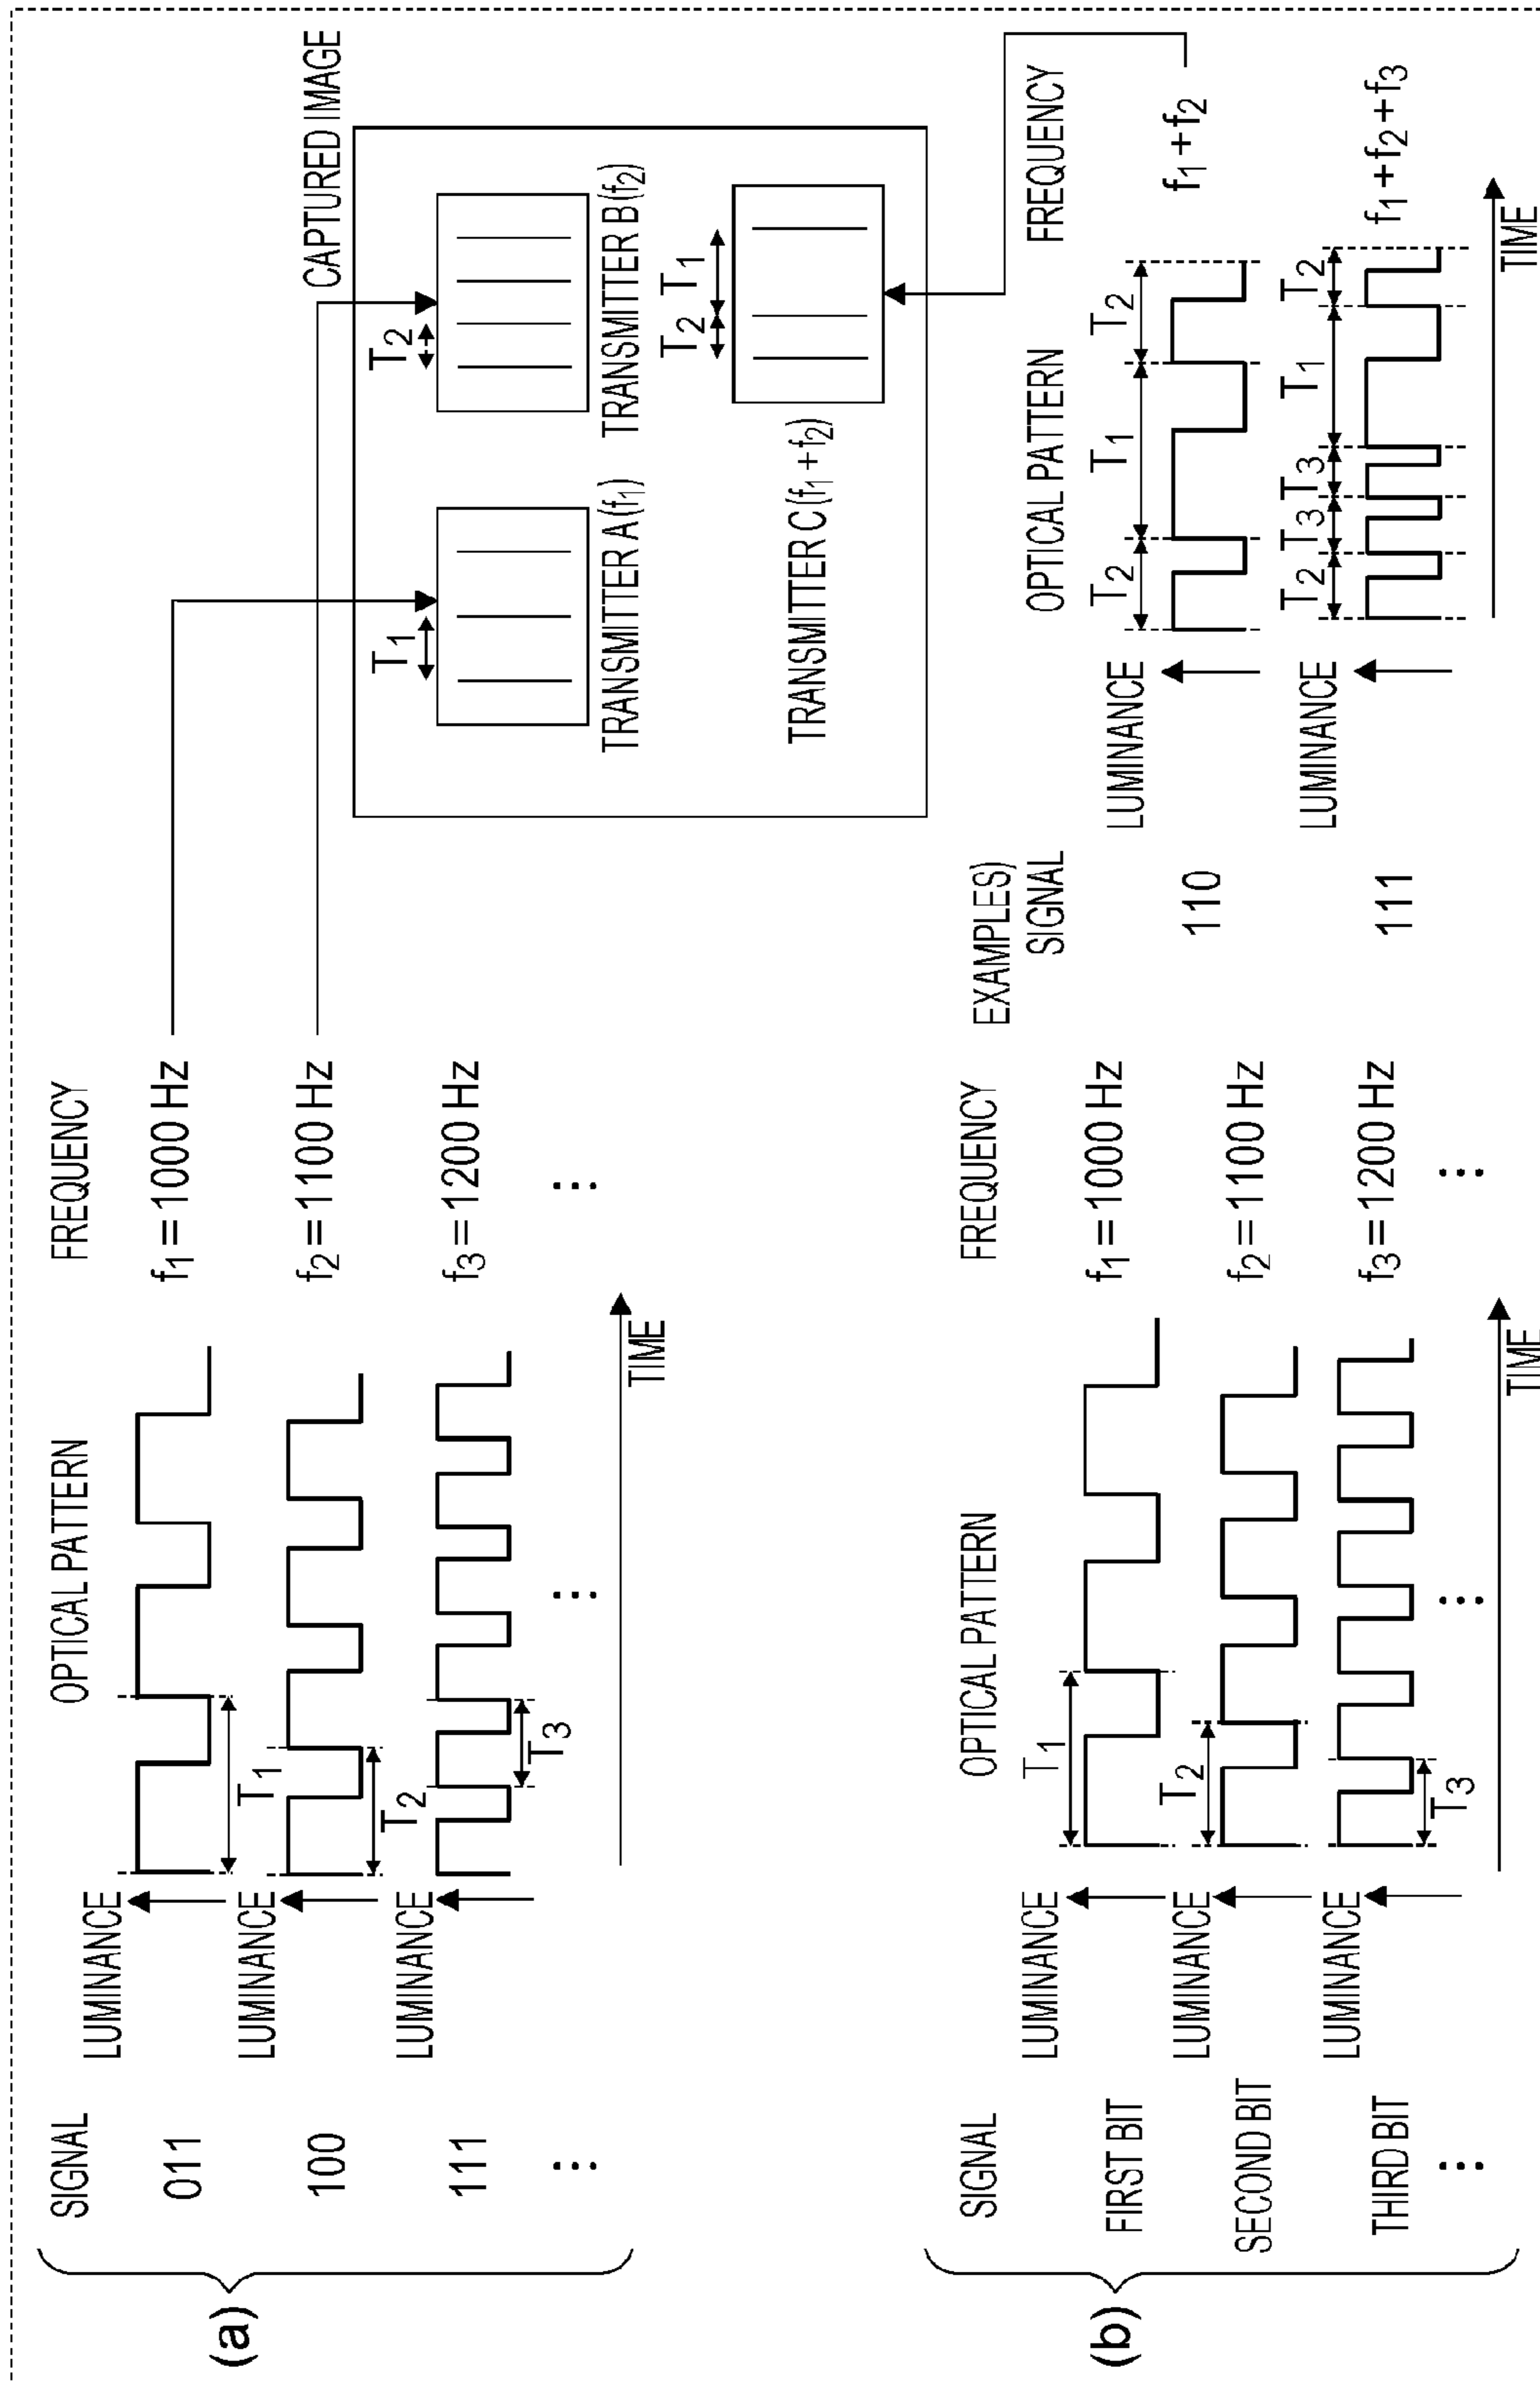 (a)
SIGNAL
OPTICAL PATTERN
FREQUENCY
011
LUMINANCE
T1
f1 = 1000 Hz
100
LUMINANCE
T2
f2 = 1100 Hz
111
LUMINANCE
T3
f3 = 1200 Hz
⋮
⋮
⋮
TIME
CAPTURED IMAGE
T1
TRANSMITTER A(f1)
T2
TRANSMITTER B(f2)
T2 T1
TRANSMITTER C(f1+f2)
(b)
SIGNAL
OPTICAL PATTERN
FREQUENCY
FIRST BIT
LUMINANCE
T1
f1 = 1000 Hz
SECOND BIT
LUMINANCE
T2
f2 = 1100 Hz
THIRD BIT
LUMINANCE
T3
f3 = 1200 Hz
⋮
⋮
⋮
TIME
EXAMPLES)
SIGNAL
OPTICAL PATTERN
FREQUENCY
110
LUMINANCE
T2 T1 T2
f1+f2
111
LUMINANCE
T2 T3 T3 T1 T2
f1+f2+f3
TIME